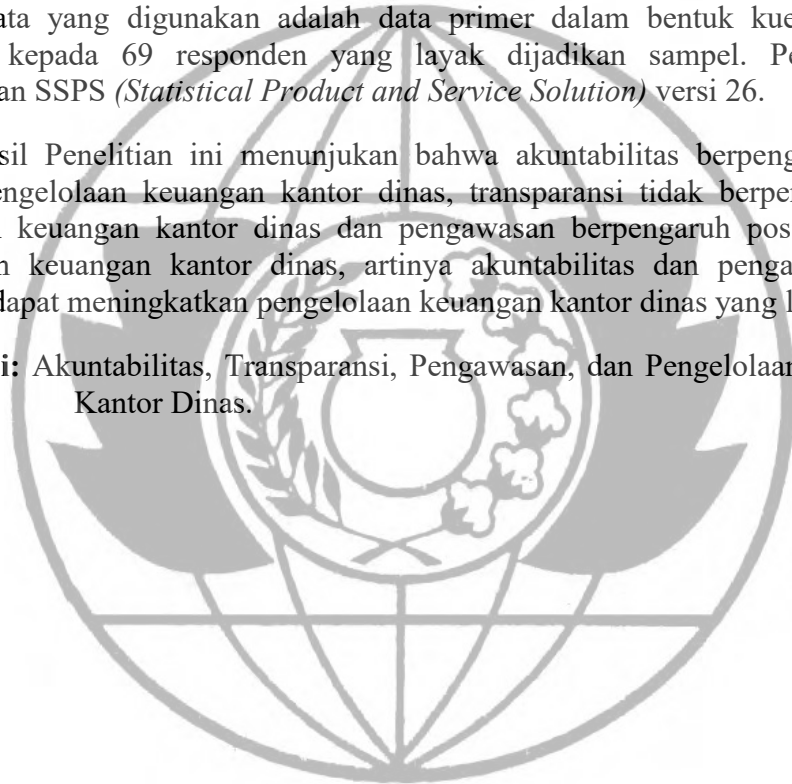 ata yang digunakan adalah data primer dalam bentuk kue
kepada 69 responden yang layak dijadikan sampel. Pe
an SSPS (Statistical Product and Service Solution) versi 26.
sil Penelitian ini menunjukan bahwa akuntabilitas berpeng
engelolaan keuangan kantor dinas, transparansi tidak berpe
keuangan kantor dinas dan pengawasan berpengaruh pos
n keuangan kantor dinas, artinya akuntabilitas dan penga
dapat meningkatkan pengelolaan keuangan kantor dinas yang l
i: Akuntabilitas, Transparansi, Pengawasan, dan Pengelolaan
Kantor Dinas.